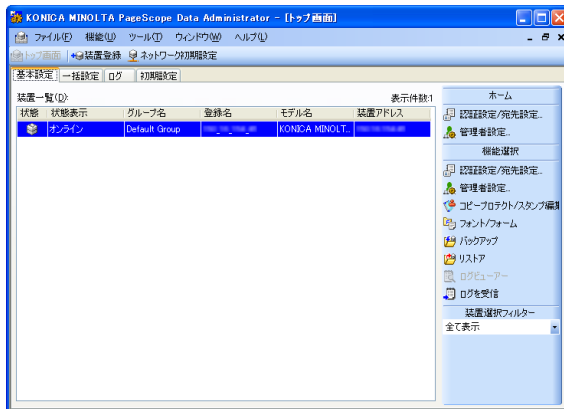 KONICA MINOLTA PageScope Data Administrator - [トップ画面]
ファイル(F) 機能(U) ツール(T) ウィンドウ(W) ヘルプ(L)
トップ画面 装置登録 ネットワーク初期設定
基本設定 一括設定 ログ 初期設定
装置一覧(D): 表示件数:1
状態 状態表示 グループ名 登録名 モデル名 装置アドレス
オンライン Default Group KONICA MINOLT...
ホーム
認証設定/宛先設定...
管理者設定...
機能選択
認証設定/宛先設定...
管理者設定...
コピープロテクト/スタンプ編集
フォント/フォーム
バックアップ
リストア
ログビューアー
ログを受信
装置選択フィルター
全て表示